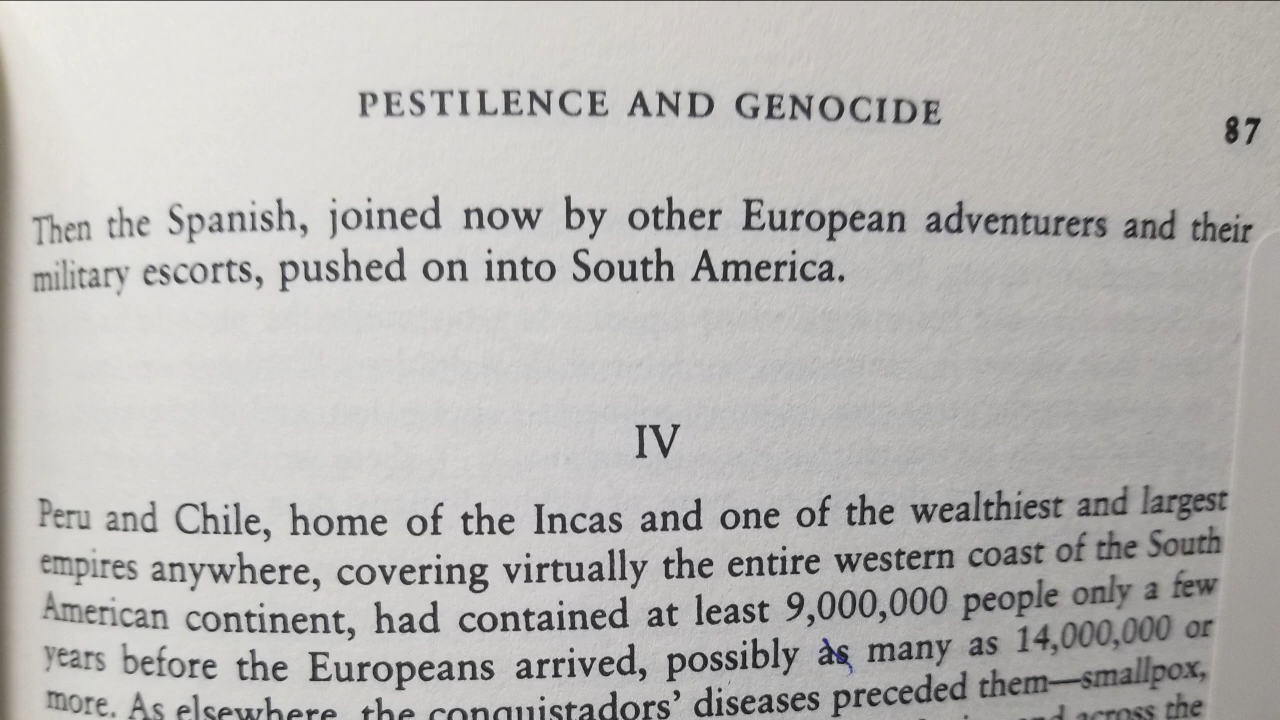 PESTILENCE AND GENOCIDE
87
Then the Spanish, joined now by other European adventurers and their
military escorts, pushed on into South America.
IV
Peru and Chile, home of the Incas and one of the wealthiest and largest
empires anywhere, covering virtually the entire western coast of the South
American continent, had contained at least 9,000,000 people only a few
years before the Europeans arrived, possibly as many as 14,000,000 or
more. As elsewhere, the conquistadors' diseases preceded them—smallpox,
and across the